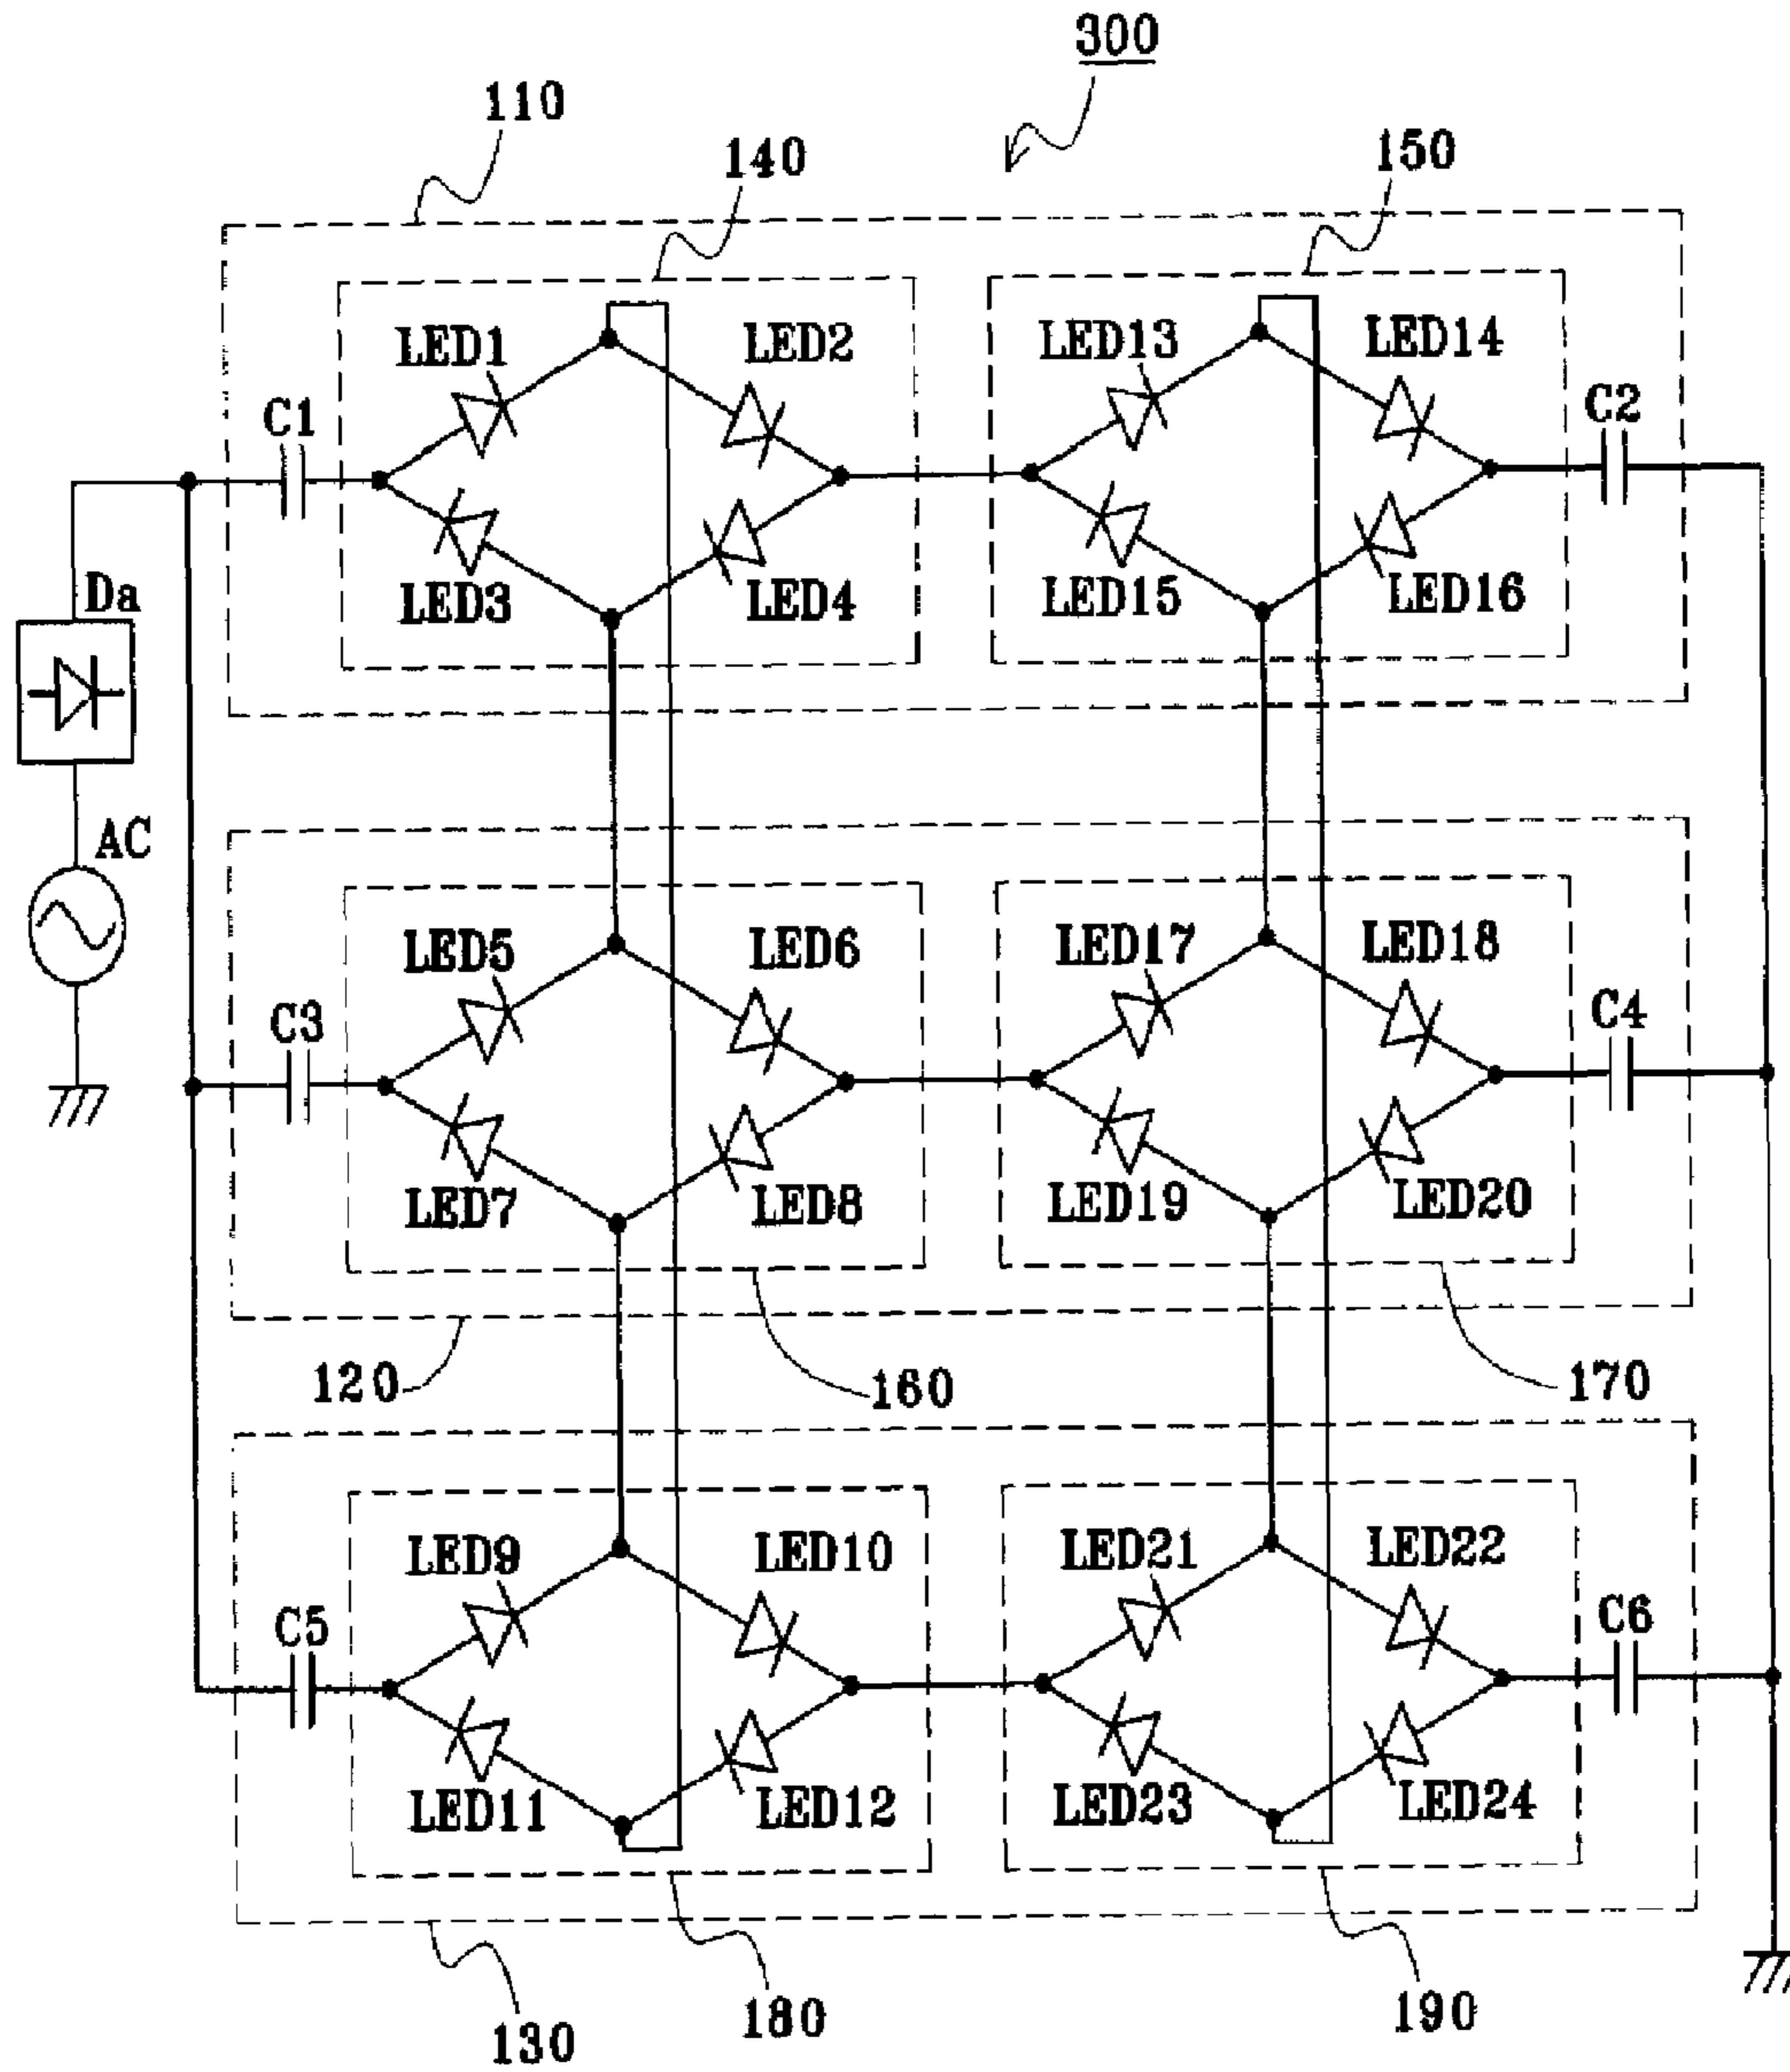 300
110
140
150
LED1
LED2
LED13
LED14
C1
C2
LED3
LED4
LED15
LED16
Da
AC
LED5
LED6
LED17
LED18
C3
C4
LED7
LED8
LED19
LED20
120
160
170
LED9
LED10
LED21
LED22
C5
C6
LED11
LED12
LED23
LED24
130
180
190